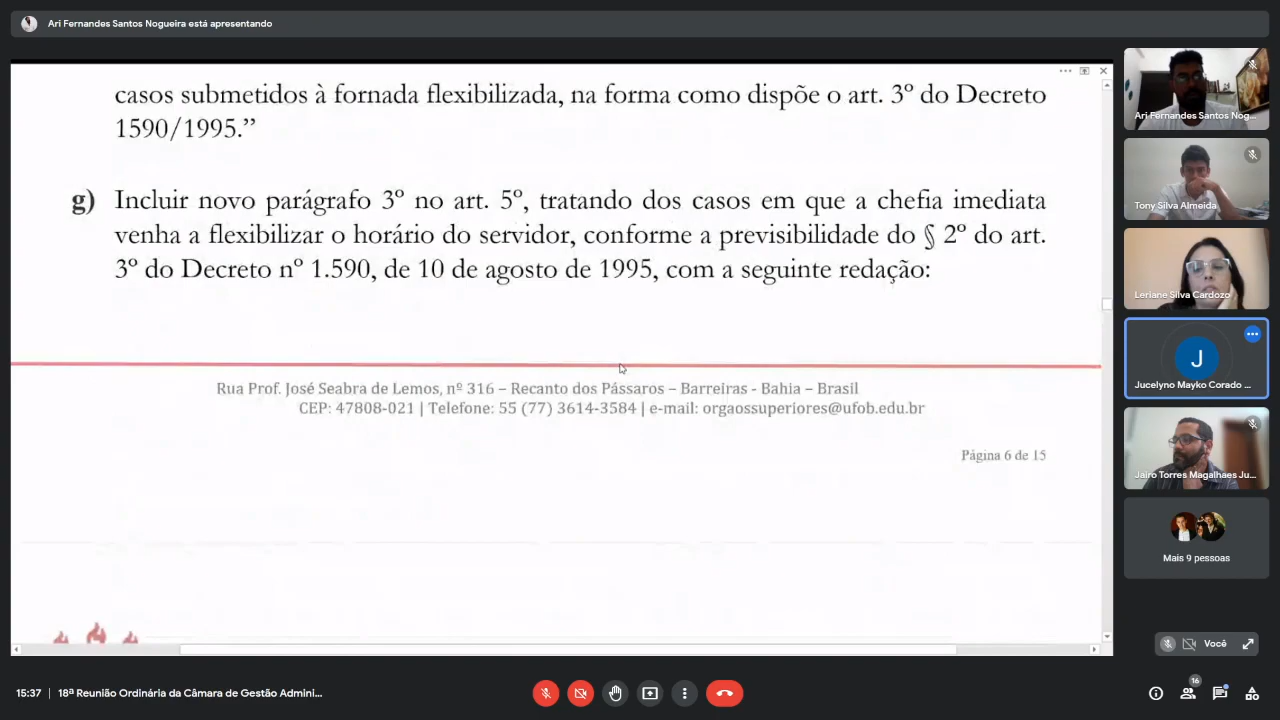 Ari Fernandes Santos Nogueira está apresentando
casos submetidos à fornada flexibilizada, na forma como dispõe o art. 3º do Decreto
1590/1995.”
g) Incluir novo parágrafo 3º no art. 5º, tratando dos casos em que a chefia imediata
venha a flexibilizar o horário do servidor, conforme a previsibilidade do § 2º do art.
3º do Decreto nº 1.590, de 10 de agosto de 1995, com a seguinte redação:
Rua Prof. José Seabra de Lemos, nº 316 – Recanto dos Pássaros – Barreiras - Bahia – Brasil
CEP: 47808-021 | Telefone: 55 (77) 3614-3584 | e-mail: orgaossuperiores@ufob.edu.br
Página 6 de 15
Ari Fernandes Santos Nog...
Tony Silva Almeida
Leriane Silva Cardozo
J
Jucelyno Mayko Corado ...
Jairo Torres Magalhaes Ju...
Mais 9 pessoas
Você
15:37 | 18ª Reunião Ordinária da Câmara de Gestão Admini...
16